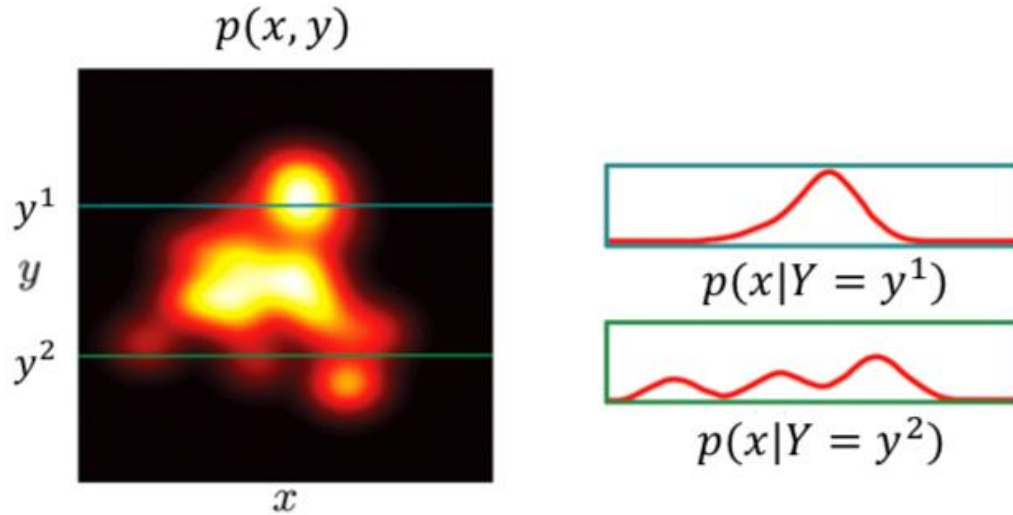 p(x, y)
y¹
y
y²
x
p(x|Y = y¹)
p(x|Y = y²)